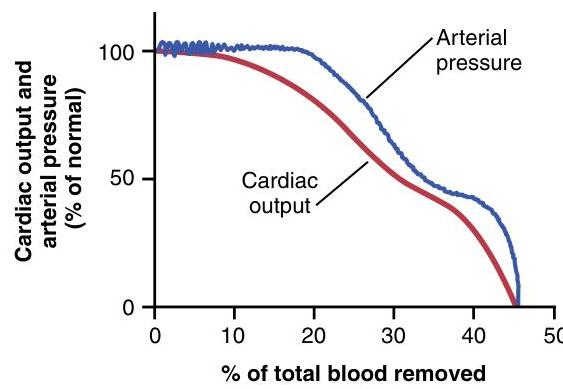 Cardiac output and
arterial pressure
(% of normal)
100
50
0
Arterial
pressure
Cardiac
output
0 10 20 30 40 50
% of total blood removed